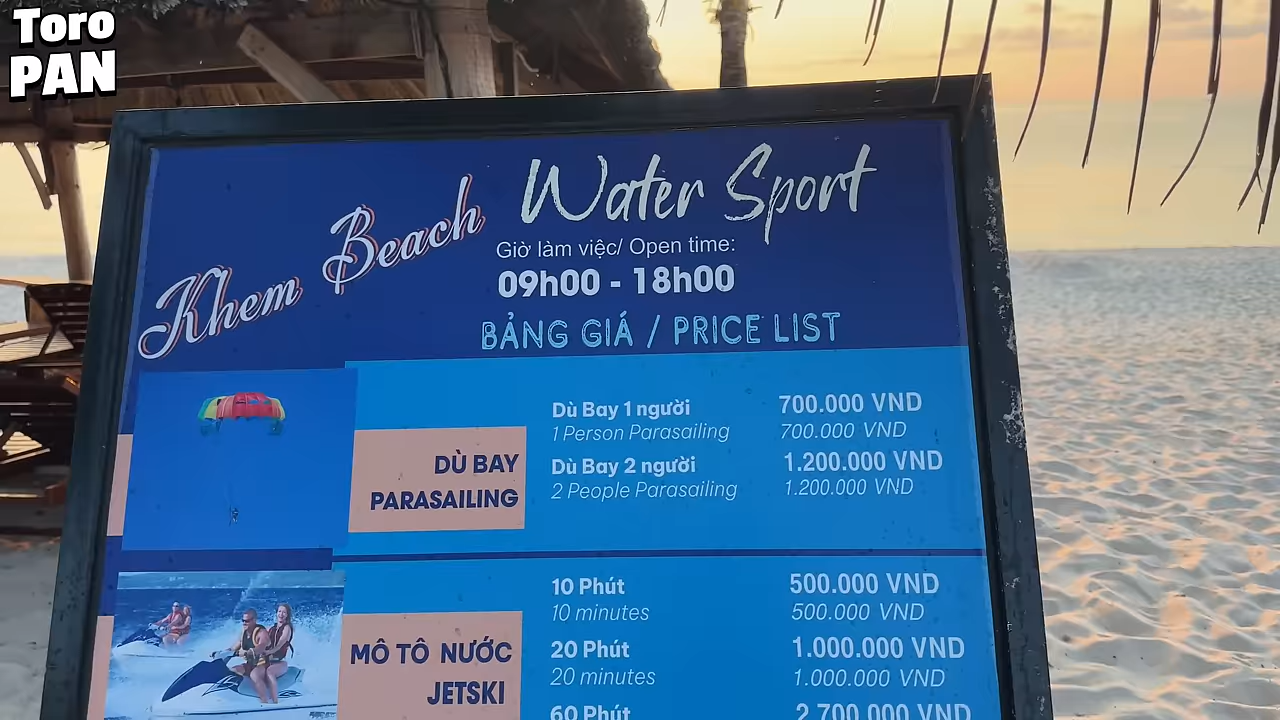 Toro
PAN
Khem Beach
Water Sport
Giờ làm việc/ Open time:
09h00 - 18h00
BẢNG GIÁ / PRICE LIST
DÙ BAY
PARASAILING
Dù Bay 1 người 700.000 VND
1 Person Parasailing 700.000 VND
Dù Bay 2 người 1.200.000 VND
2 People Parasailing 1.200.000 VND
MÔ TÔ NƯỚC
JETSKI
10 Phút 500.000 VND
10 minutes 500.000 VND
20 Phút 1.000.000 VND
20 minutes 1.000.000 VND
60 Phút 2.700.000 VND